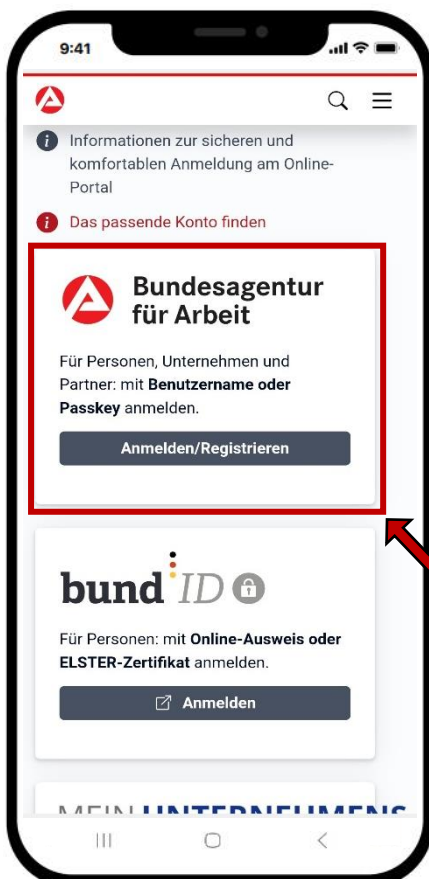 9:41
Informationen zur sicheren und
komfortablen Anmeldung am Online-
Portal
Das passende Konto finden
Bundesagentur
für Arbeit
Für Personen, Unternehmen und
Partner: mit Benutzername oder
Passkey anmelden.
Anmelden/Registrieren
bund ID
Für Personen: mit Online-Ausweis oder
ELSTER-Zertifikat anmelden.
Anmelden
MEIN UNTERNEHMENS